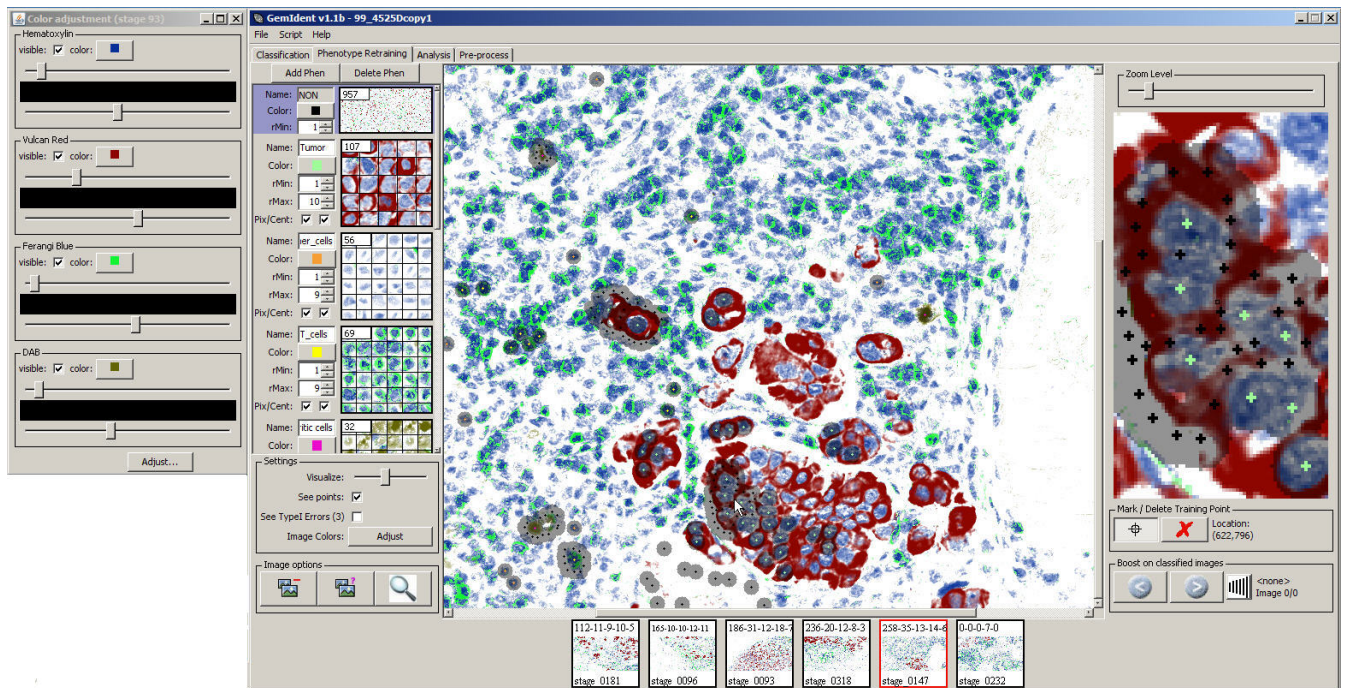 Color adjustment (stage 93)
Hematoxylin
visible: color:
Vulcan Red
visible: color:
Ferangi Blue
visible: color:
DAB
visible: color:
Adjust...
GemIdent v1.1b - 99_4525Dcopy1
File Script Help
Classification Phenotype Retraining Analysis Pre-process
Add Phen Delete Phen
Name: NON 957
Color:
rMin: 1
Name: Tumor 107
Color:
rMin: 1
rMax: 10
Pix/Cent:
Name: ier_cells 56
Color:
rMin: 1
rMax: 9
Pix/Cent:
Name: T_cells 69
Color:
rMin: 1
rMax: 9
Pix/Cent:
Name: itic cells 32
Color:
Settings
Visualize:
See points:
See TypeI Errors (3)
Image Colors: Adjust
Image options
Zoom Level
Mark / Delete Training Point
Location:
(622,796)
Boost on classified images
<none>
Image 0/0
112-11-9-10-5 165-10-10-12-11 186-31-12-18-7 236-20-12-8-3 258-35-13-14-6 0-0-0-7-0
stage_0181 stage_0096 stage_0093 stage_0318 stage_0147 stage_0232